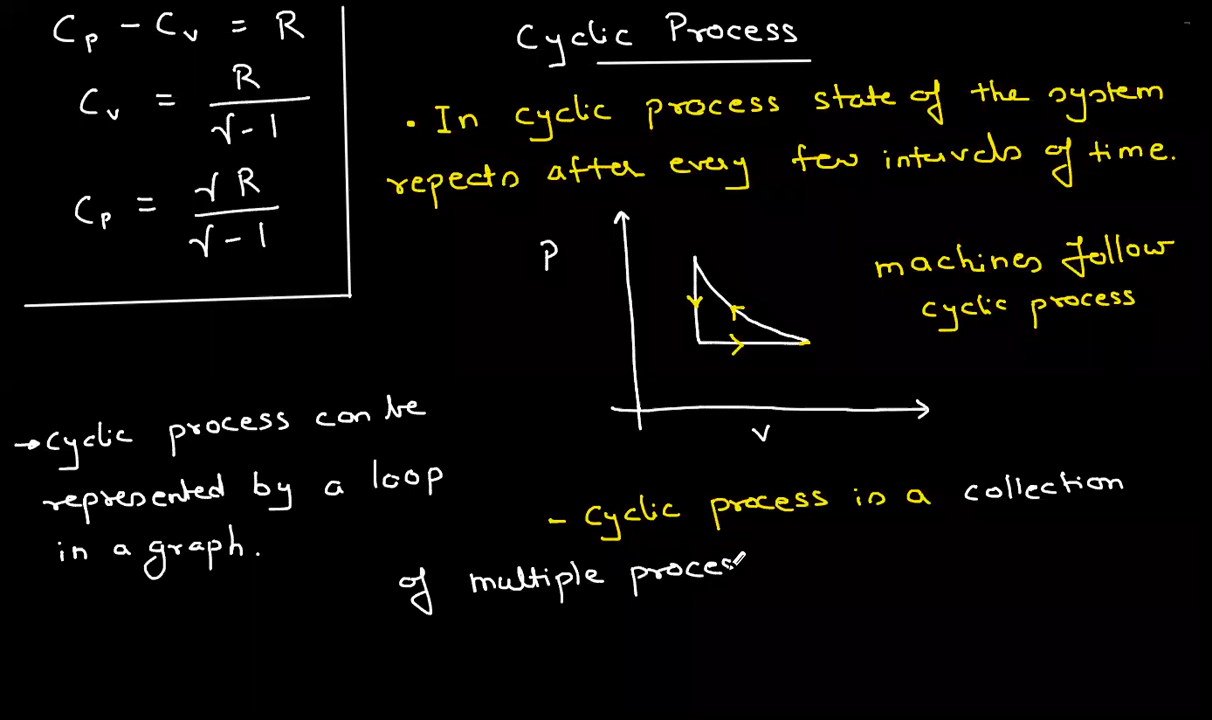 Cp - Cv = R
Cv = R / γ - 1
Cp = γR / γ - 1
Cyclic Process
• In cyclic process state of the system
repects after every few intervals of time.
P
V
machines follow
cyclic process
→ cyclic process can be
represented by a loop
in a graph.
- cyclic process is a collection
of multiple proces